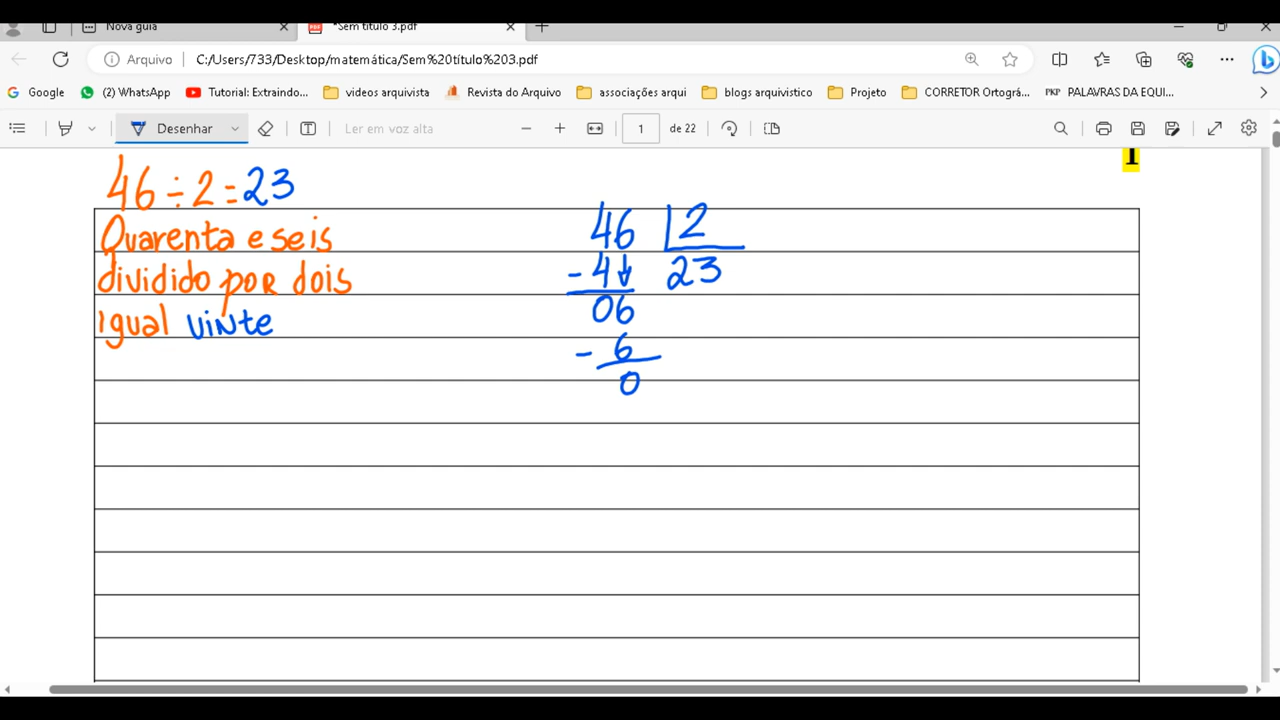 Nova guia
*Sem título 3.pdf
Arquivo
C:/Users/733/Desktop/matemática/Sem%20título%203.pdf
Google
(2) WhatsApp
Tutorial: Extraindo...
videos arquivista
Revista do Arquivo
associações arqui
blogs arquivistico
Projeto
CORRETOR Ortográ...
PKP PALAVRAS DA EQUI...
Desenhar
Ler em voz alta
1 de 22
1
46 ÷ 2 = 23
Quarenta e seis
dividido por dois
igual vinte
46 | 2
- 4↓ 23
06
- 6
0